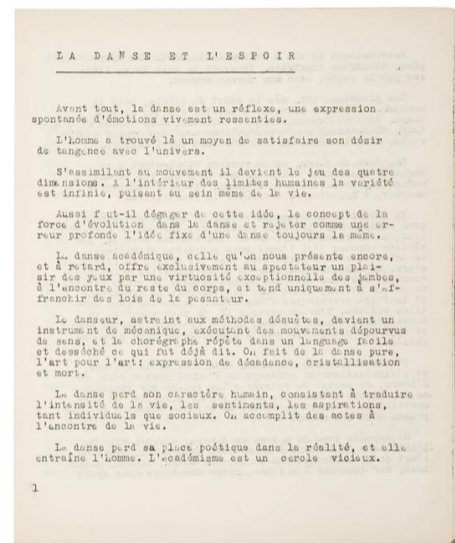 LA DANSE ET L'ESPOIR
Avant tout, la danse est un réflexe, une expression
spontanée d'émotions vivement ressenties.
L'homme a trouvé là un moyen de satisfaire son désir
de tangence avec l'univers.
S'assimilant au mouvement il devient le jeu des quatre
dimensions. A l'intérieur des limites humaines la variété
est infinie, puisant au sein même de la vie.
Aussi f ut-il dégager de cette idée, le concept de la
force d'évolution dans la danse et rejeter comme une er-
reur profonde l'idée fixe d'une danse toujours la même.
La danse académique, celle qu'on nous présente encore,
et à retard, offre exclusivement au spectateur un plai-
sir des yeux par une virtuosité exceptionnelle des jambes,
à l'encontre du reste du corps, et tend uniquement à s'af-
franchir des lois de la pesanteur.
Le danseur, astreint aux méthodes désuètes, devient un
instrument de mécanique, exécutant des mouvements dépourvus
de sens, et le chorégraphe répète dans un language facile
et desséché ce qui fut déjà dit. On fait de la danse pure,
l'art pour l'art: expression de décadence, cristallisation
et mort.
La danse perd son caractère humain, consistant à traduire
l'intensité de la vie, les sentiments, les aspirations,
tant individuels que sociaux. On accomplit des actes à
l'encontre de la vie.
La danse perd sa place poétique dans la réalité, et elle
entraîne l'homme. L'académisme est un cercle vicieux.
1